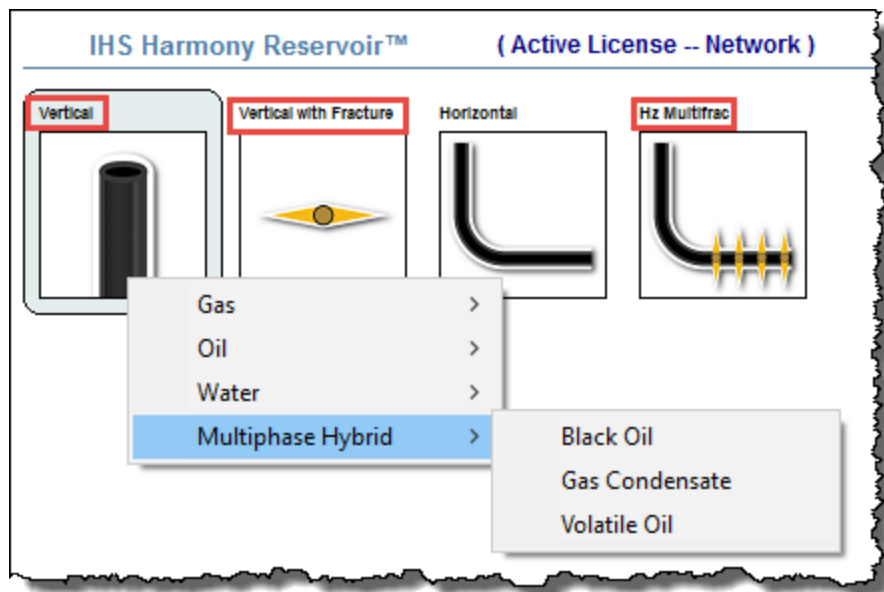 IHS Harmony Reservoir™ ( Active License -- Network )
Vertical Vertical with Fracture Horizontal Hz Multifrac
Gas
Oil
Water
Multiphase Hybrid
Black Oil
Gas Condensate
Volatile Oil